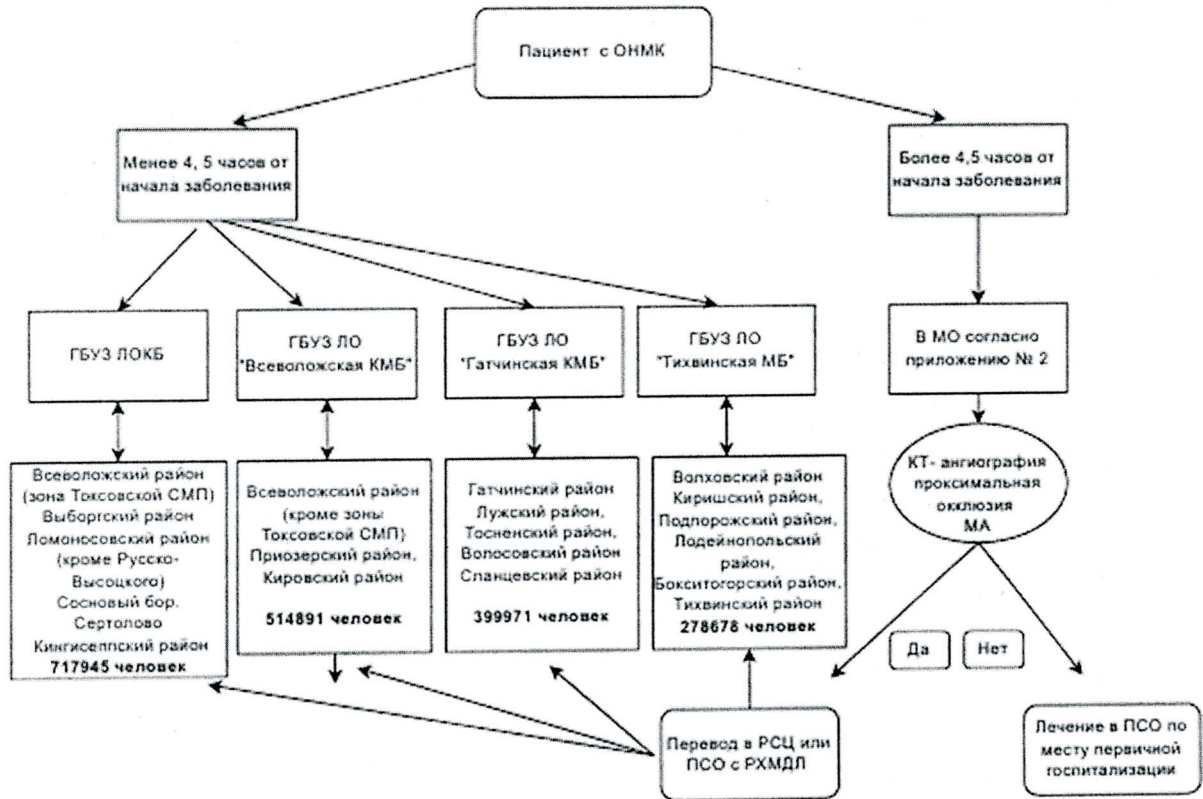 Пациент с ОНМК
Менее 4, 5 часов от
начала заболевания
Более 4,5 часов от
начала заболевания
ГБУЗ ЛОКБ
ГБУЗ ЛО
"Всеволожская КМБ"
ГБУЗ ЛО
"Гатчинская КМБ"
ГБУЗ ЛО
"Тихвинская МБ"
В МО согласно
приложению № 2
Всеволожский район
(зона Токсовской СМП)
Выборгский район
Ломоносовский район
(кроме Русско-
Высоцкого)
Сосновый бор.
Сертолово
Кингисеппский район
717945 человек
Всеволожский район
(кроме зоны
Токсовской СМП)
Приозерский район,
Кировский район
514891 человек
Гатчинский район
Лужский район,
Тосненский район,
Волосовский район
Сланцевский район
399971 человек
Волховский район
Киришский район,
Подпорожский район,
Лодейнопольский
район,
Бокситогорский район,
Тихвинский район
278678 человек
КТ- ангиография
проксимальная
окклюзия
МА
Да
Нет
Перевод в РСЦ или
ПСО с РХМДЛ
Лечение в ПСО по
месту первичной
госпитализации